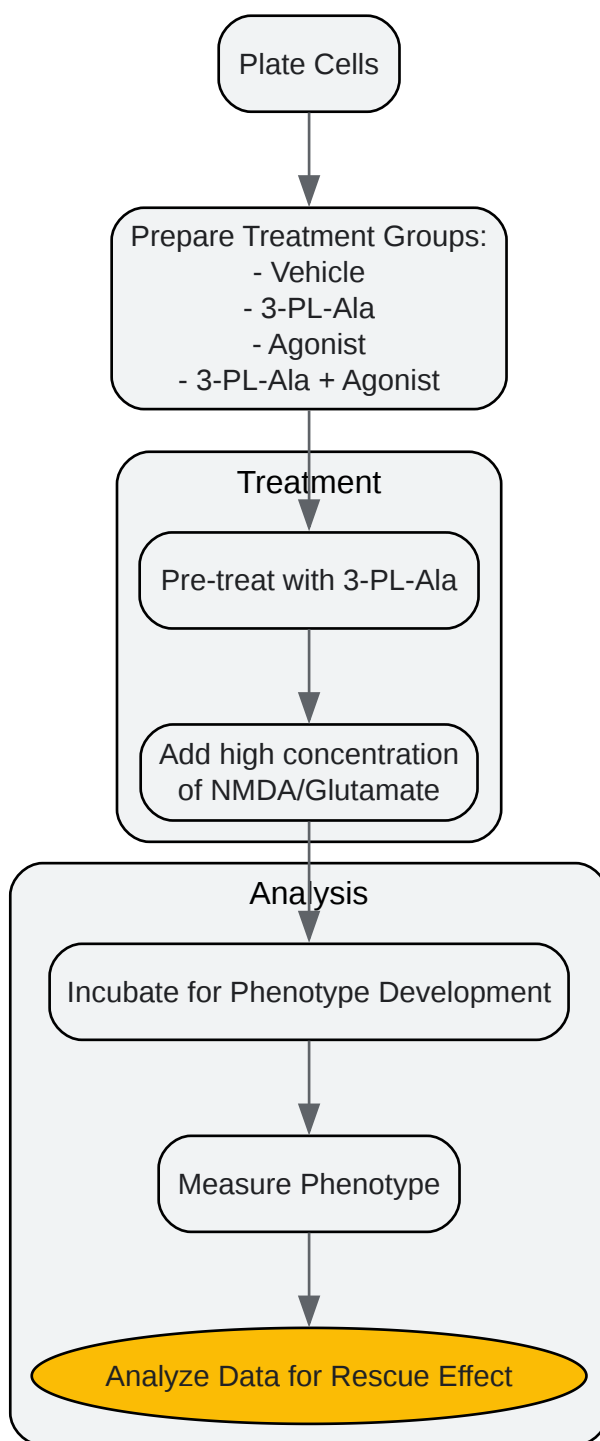 Plate Cells
Prepare Treatment Groups:
- Vehicle
- 3-PL-Ala
- Agonist
- 3-PL-Ala + Agonist
Treatment
Pre-treat with 3-PL-Ala
Add high concentration
of NMDA/Glutamate
Analysis
Incubate for Phenotype Development
Measure Phenotype
Analyze Data for Rescue Effect